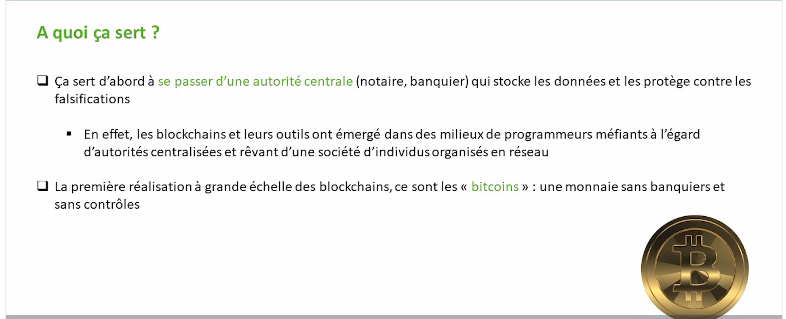 A quoi ça sert ?
❑ Ça sert d'abord à se passer d'une autorité centrale (notaire, banquier) qui stocke les données et les protège contre les
falsifications
▪ En effet, les blockchains et leurs outils ont émergé dans des milieux de programmeurs méfiants à l'égard
d'autorités centralisées et rêvant d'une société d'individus organisés en réseau
❑ La première réalisation à grande échelle des blockchains, ce sont les « bitcoins » : une monnaie sans banquiers et
sans contrôles